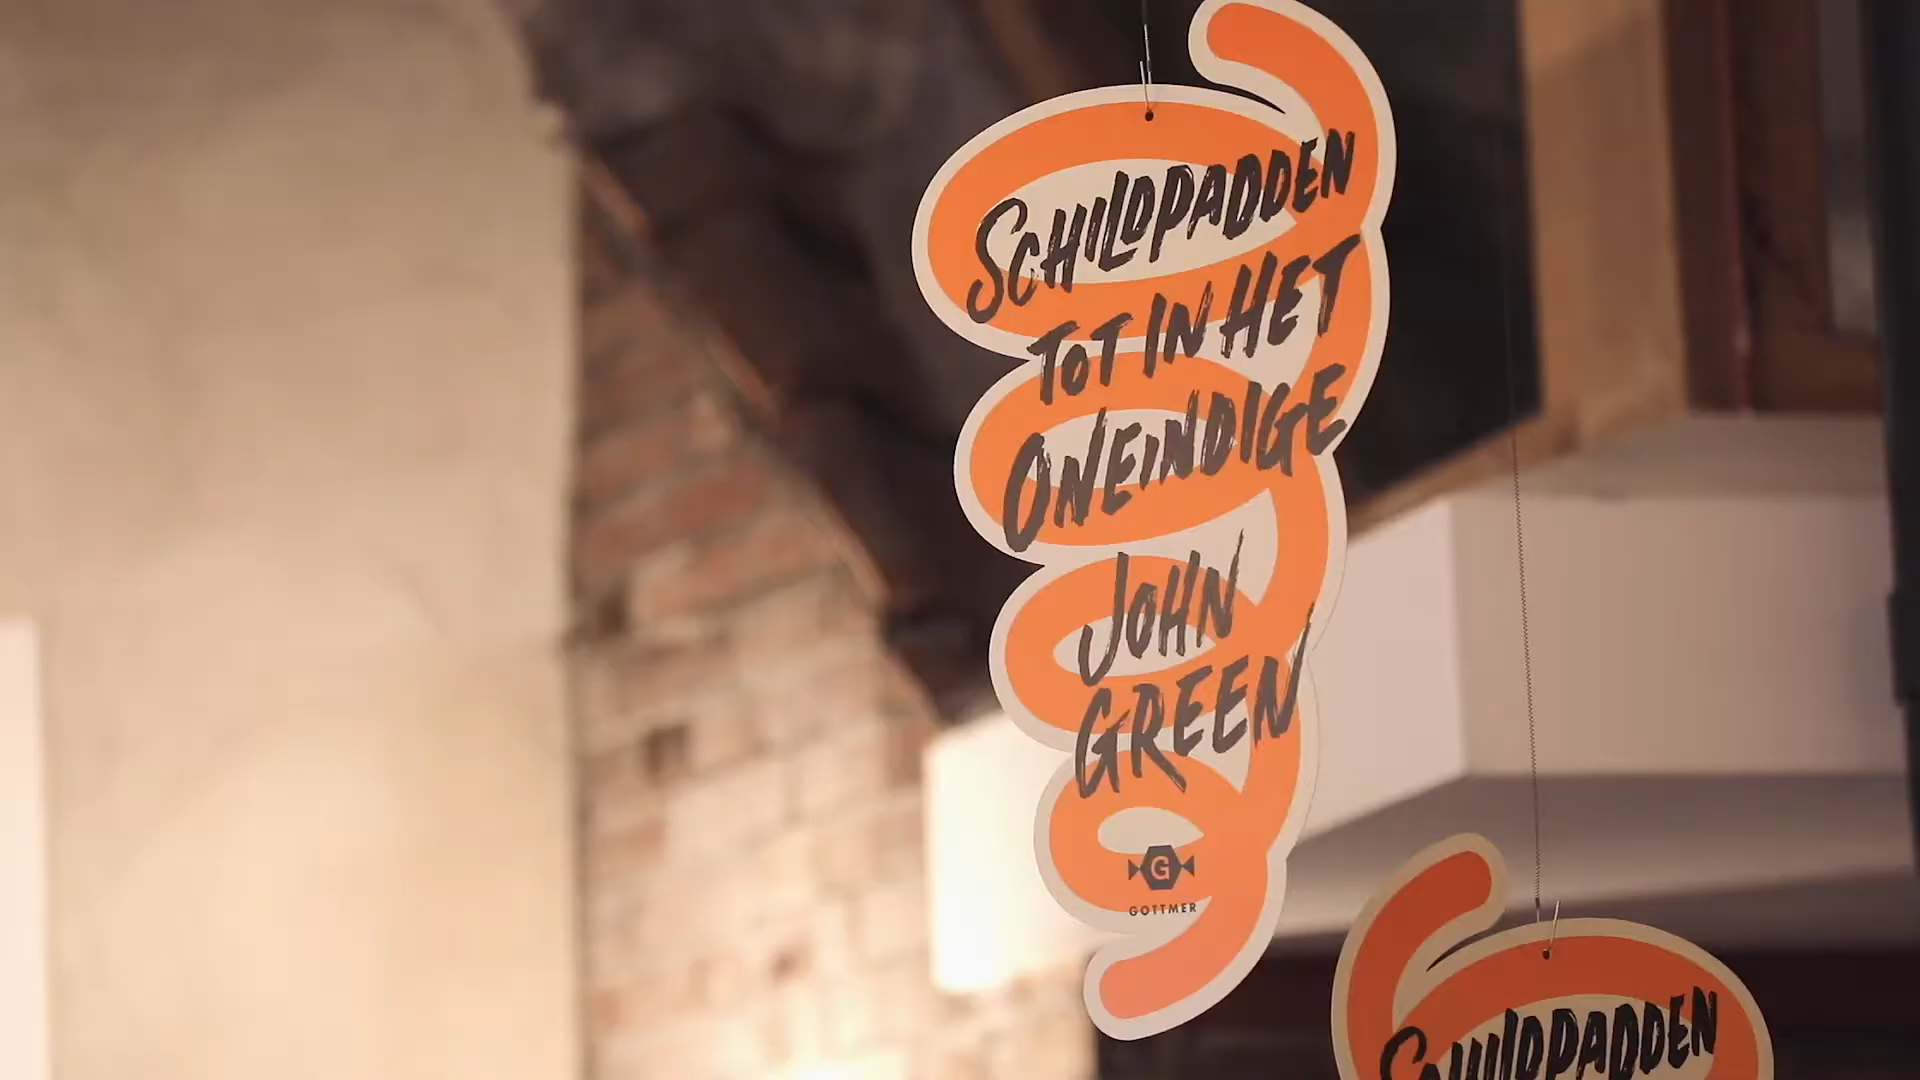 SCHILDPADDEN
TOT IN HET
ONEINDIGE
JOHN
GREEN
G
GOTTMER
SCHILDPADDEN